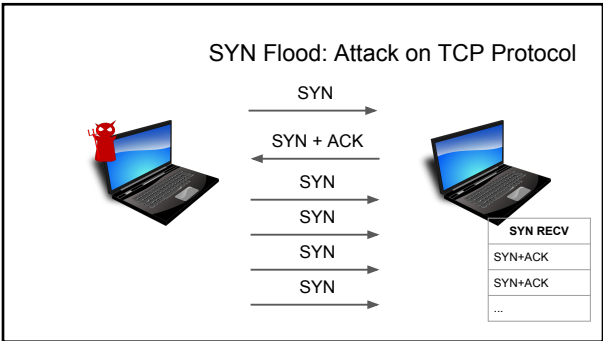 SYN Flood: Attack on TCP Protocol
SYN
SYN + ACK
SYN
SYN
SYN
SYN
SYN RECV
SYN+ACK
SYN+ACK
...